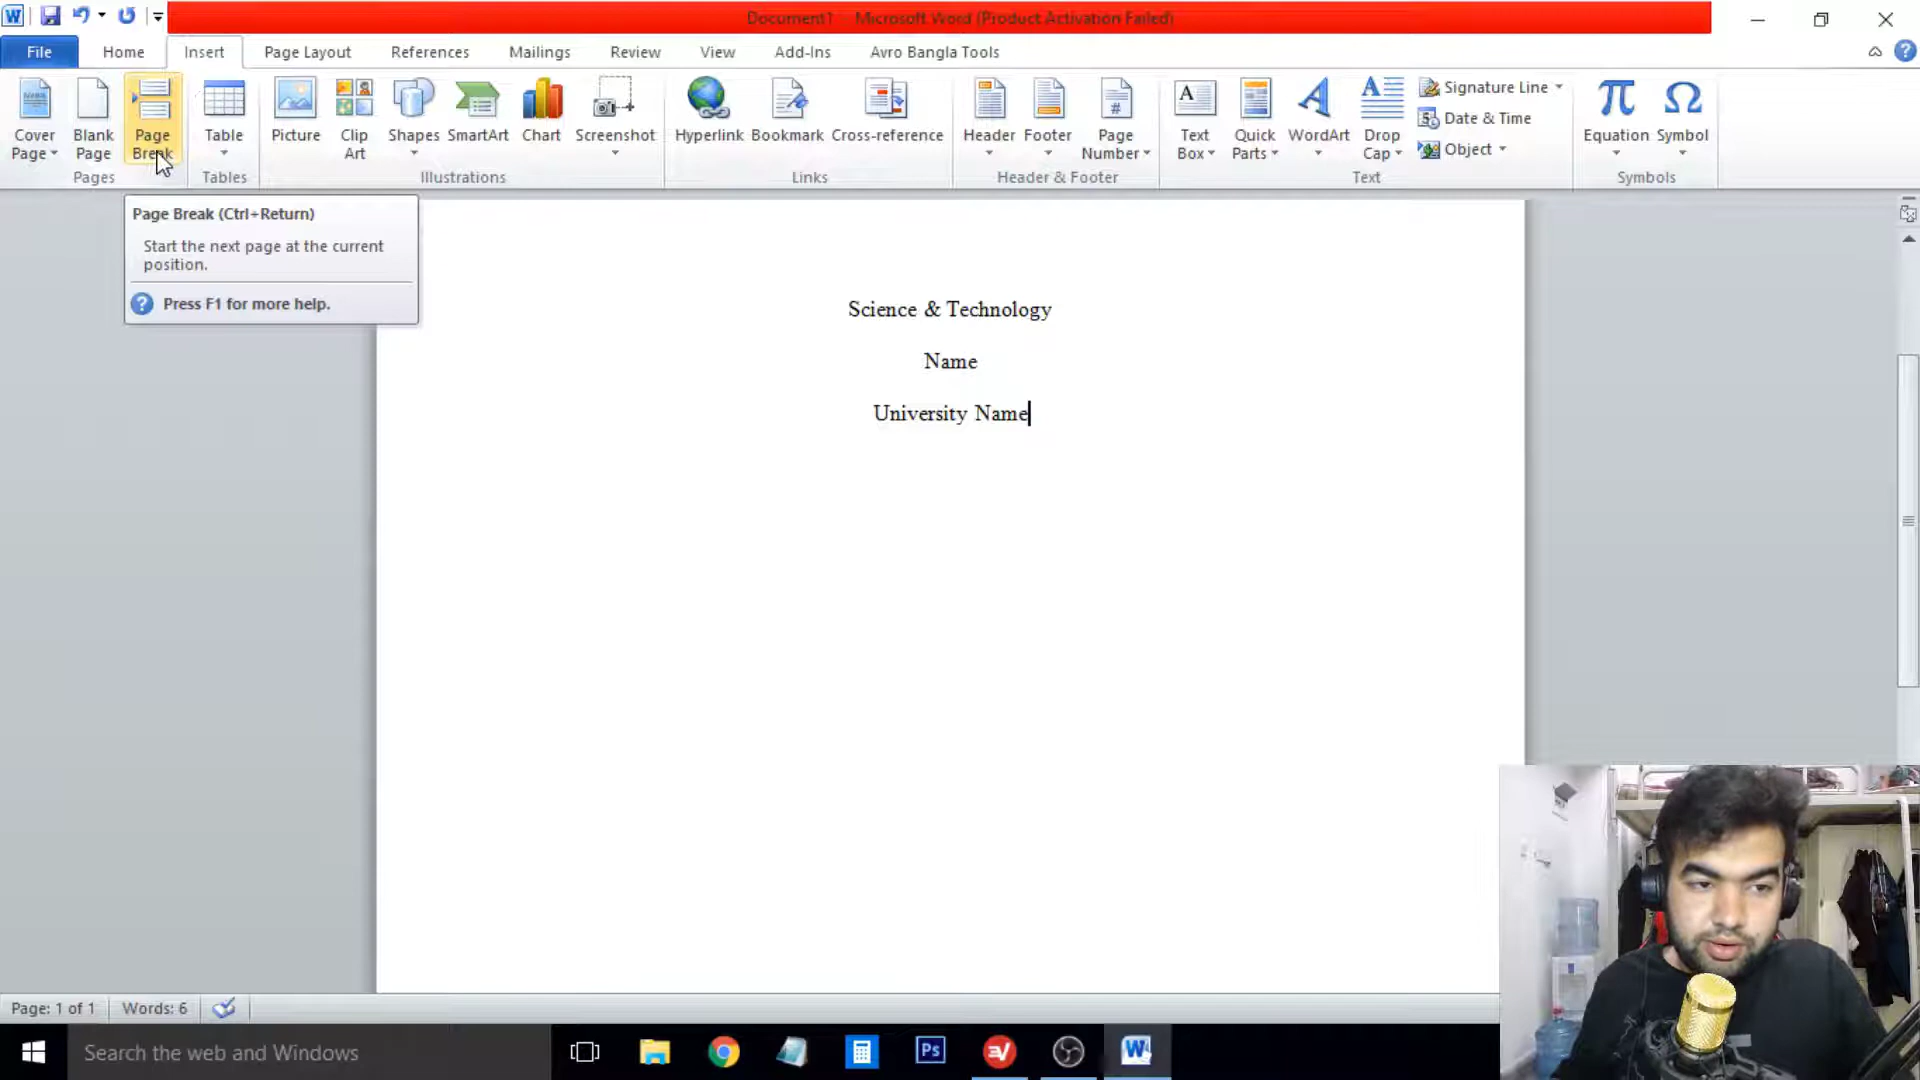 Document1 Microsoft Word (Product Activation Failed)
File Home Insert Page Layout References Mailings Review View Add-Ins Avro Bangla Tools
Cover Page
Blank Page
Page Break
Table
Picture
Clip Art
Shapes
SmartArt
Chart
Screenshot
Hyperlink
Bookmark
Cross-reference
Header
Footer
Page Number
Text Box
Quick Parts
WordArt
Drop Cap
Signature Line
Date & Time
Object
Equation
Symbol
Pages Tables Illustrations Links Header & Footer Text Symbols
Page Break (Ctrl+Return)
Start the next page at the current
position.
Press F1 for more help.
Science & Technology
Name
University Name
Page: 1 of 1 Words: 6
Search the web and Windows
Ps